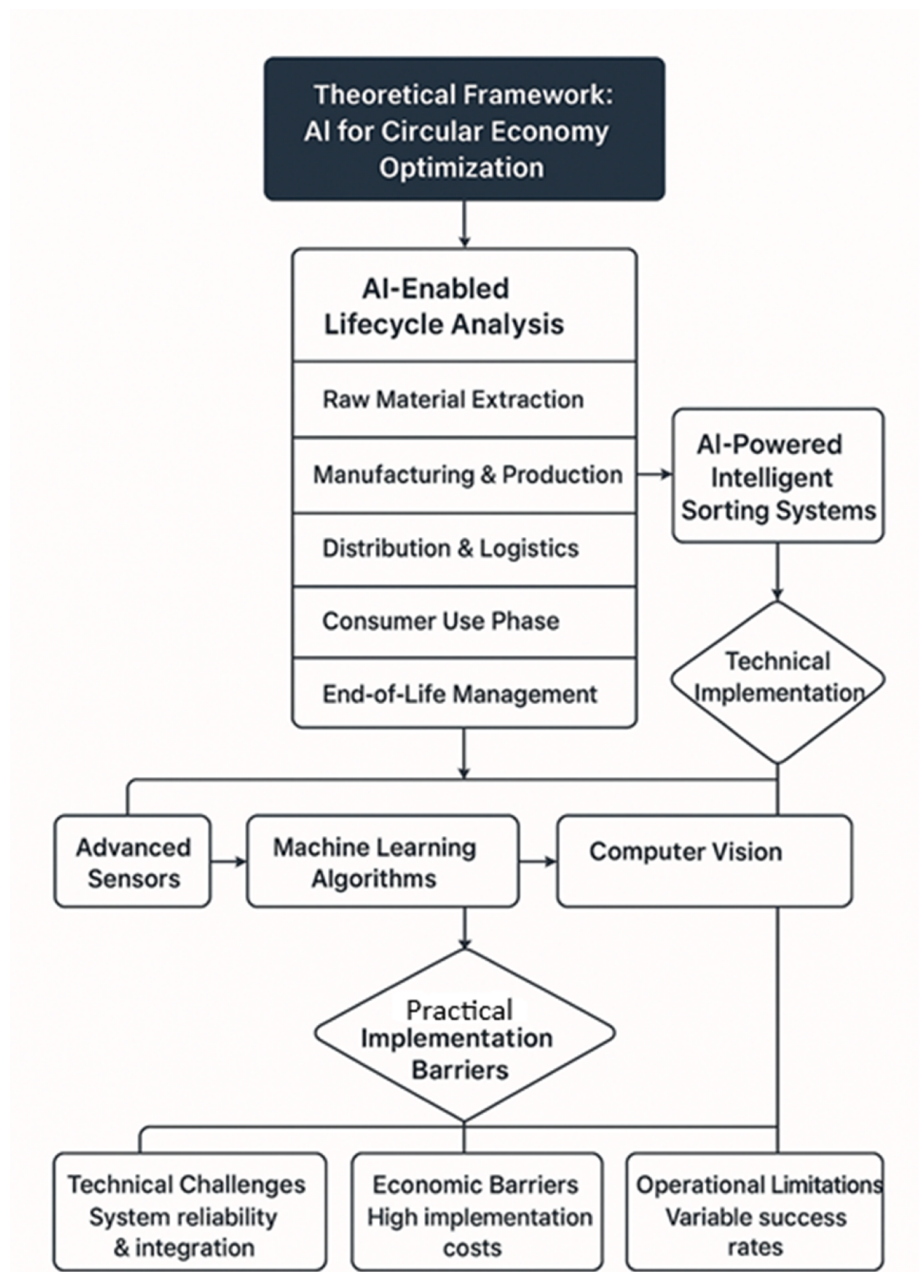 Theoretical Framework:
AI for Circular Economy
Optimization
AI-Enabled
Lifecycle Analysis
Raw Material Extraction
Manufacturing & Production
Distribution & Logistics
Consumer Use Phase
End-of-Life Management
AI-Powered
Intelligent
Sorting Systems
Technical
Implementation
Advanced
Sensors
Machine Learning
Algorithms
Computer Vision
Practical
Implementation
Barriers
Technical Challenges
System reliability
& integration
Economic Barriers
High implementation
costs
Operational Limitations
Variable success
rates